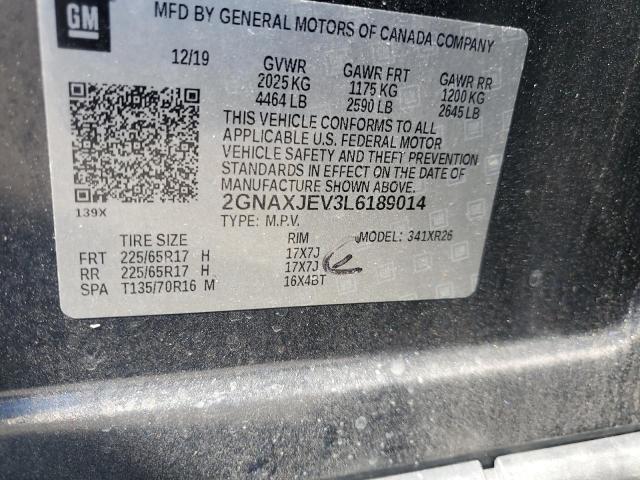 GM
MFD BY GENERAL MOTORS OF CANADA COMPANY
12/19 GVWR GAWR FRT GAWR RR
2025 KG 1175 KG 1200 KG
4464 LB 2590 LB 2645 LB
THIS VEHICLE CONFORMS TO ALL
APPLICABLE U.S. FEDERAL MOTOR
VEHICLE SAFETY AND THEFT PREVENTION
STANDARDS IN EFFECT ON THE DATE OF
MANUFACTURE SHOWN ABOVE.
139X 2GNAXJEV3L6189014
TYPE: M.P.V. MODEL: 341XR26
TIRE SIZE RIM
FRT 225/65R17 H 17X7J
RR 225/65R17 H 17X7J
SPA T135/70R16 M 16X4BT